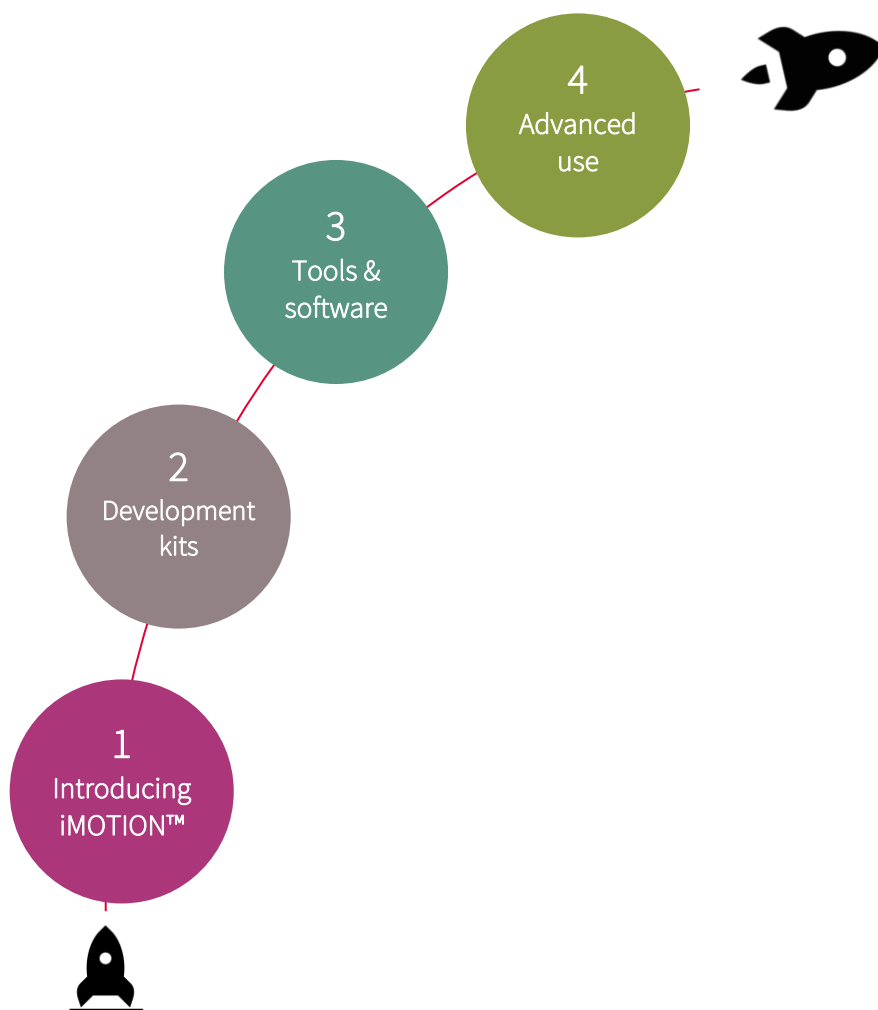 4
Advanced
use
3
Tools &
software
2
Development
kits
1
Introducing
iMOTION™